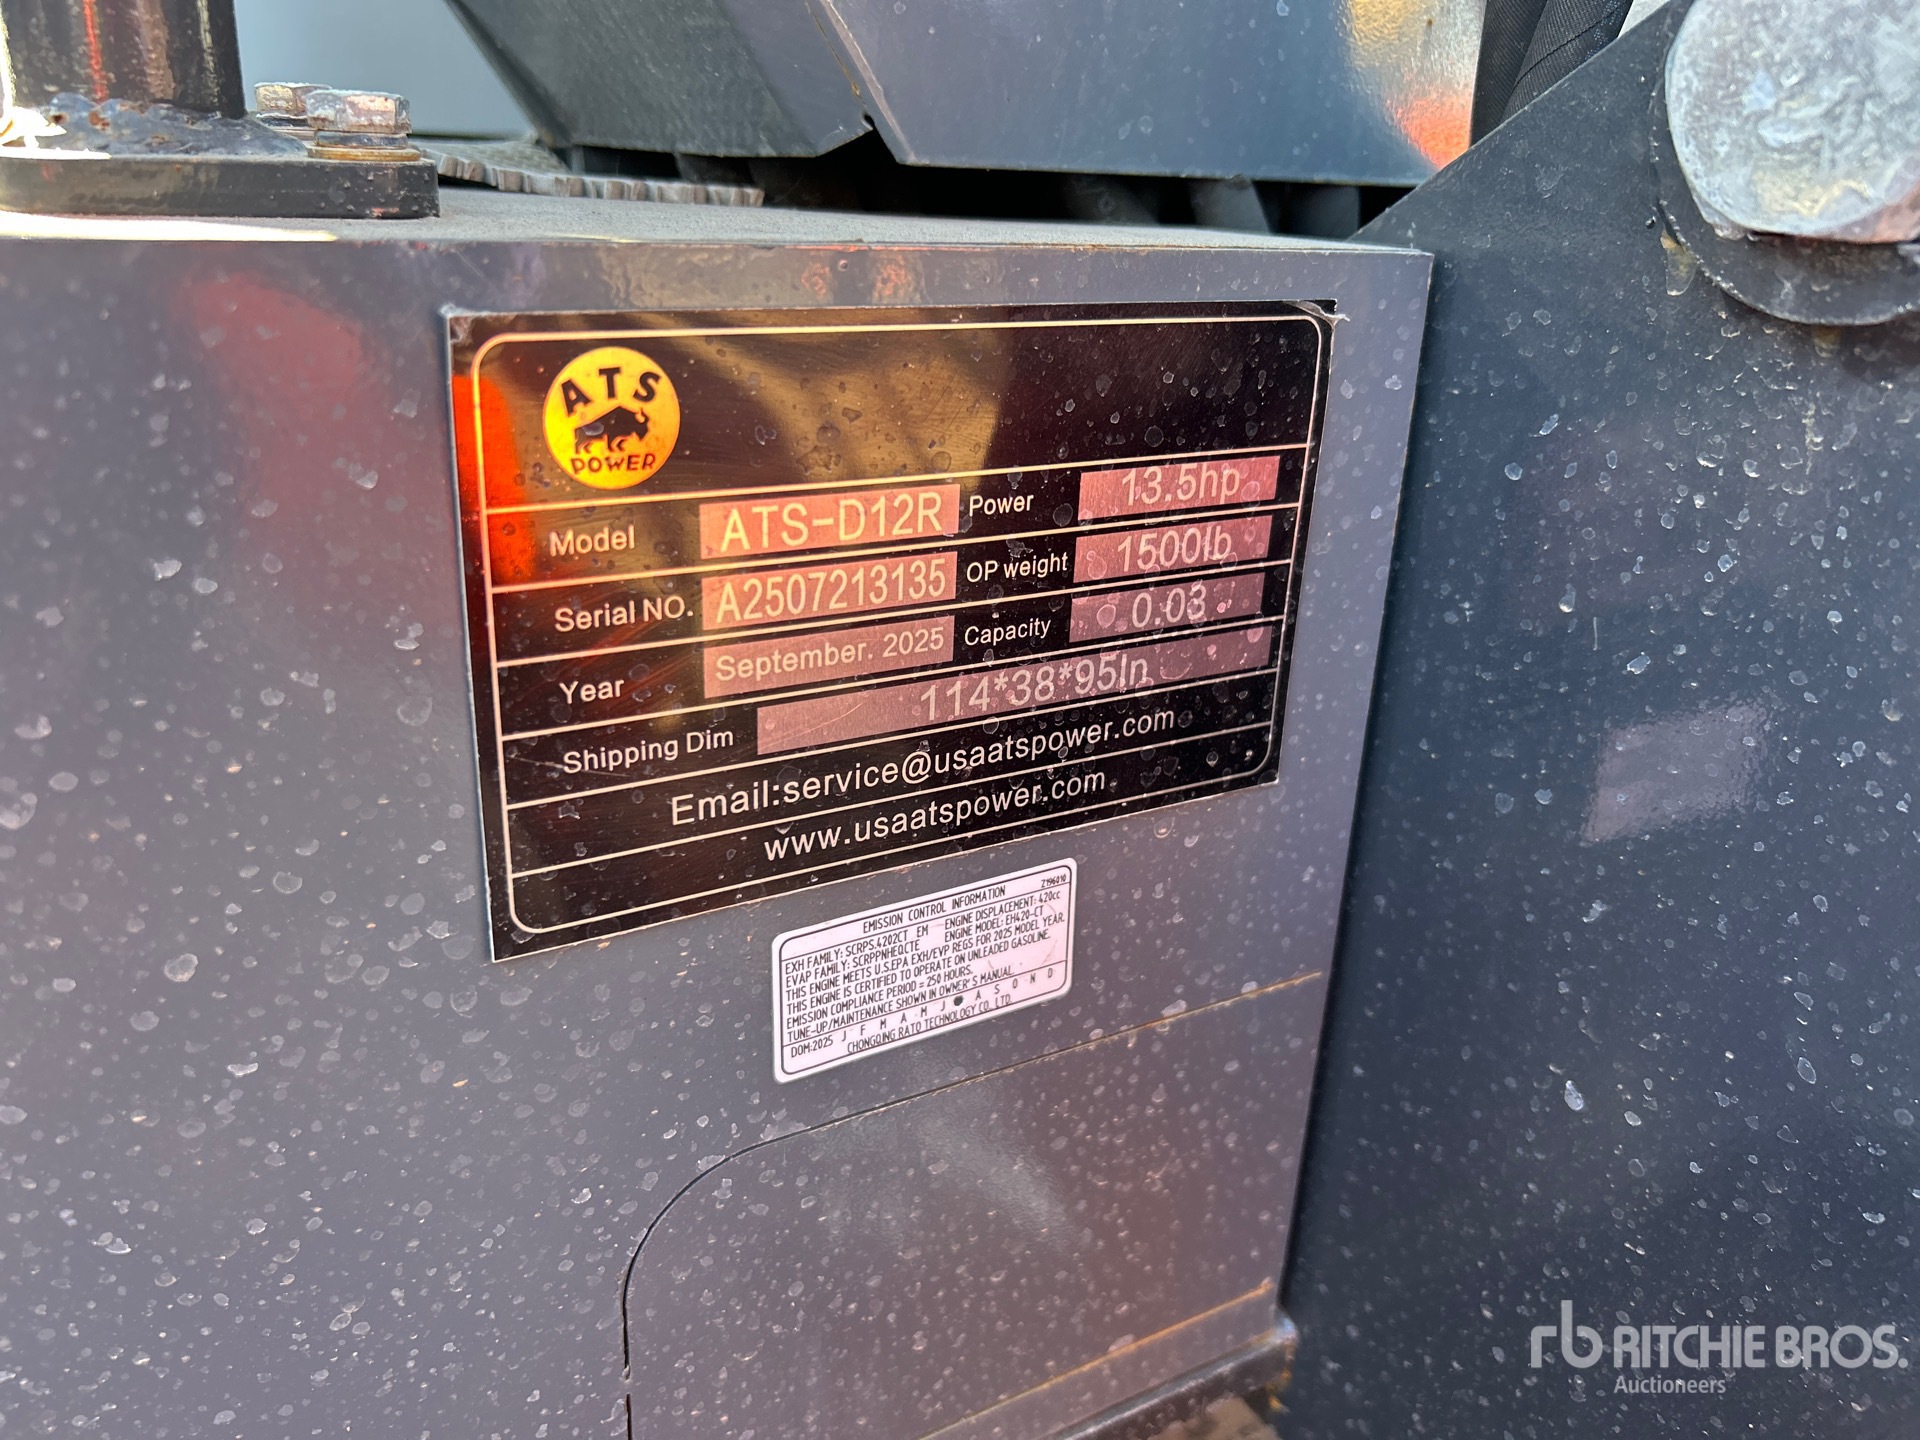 ATS
POWER
Model ATS-D12R Power 13.5hp
Serial NO. A2507213135 OP weight 1500lb
Year September. 2025 Capacity 0.03
Shipping Dim 114*38*95In
Email:service@usaatspower.com
www.usaatspower.com
EMISSION CONTROL INFORMATION Z196010
EXH FAMILY: SCRPS.4202CT EM ENGINE DISPLACEMENT: 420cc
EVAP FAMILY: SCRPPNHEQCTE ENGINE MODEL: EH420-CT
THIS ENGINE MEETS U.S.EPA EXH/EVP REGS FOR 2025 MODEL YEAR.
THIS ENGINE IS CERTIFIED TO OPERATE ON UNLEADED GASOLINE.
EMISSION COMPLIANCE PERIOD = 250 HOURS.
TUNE-UP/MAINTENANCE SHOWN IN OWNER'S MANUAL.
DOM:2025 J F M A M J A S O N D
CHONGQING RATO TECHNOLOGY CO. LTD.
rb RITCHIE BROS.
Auctioneers